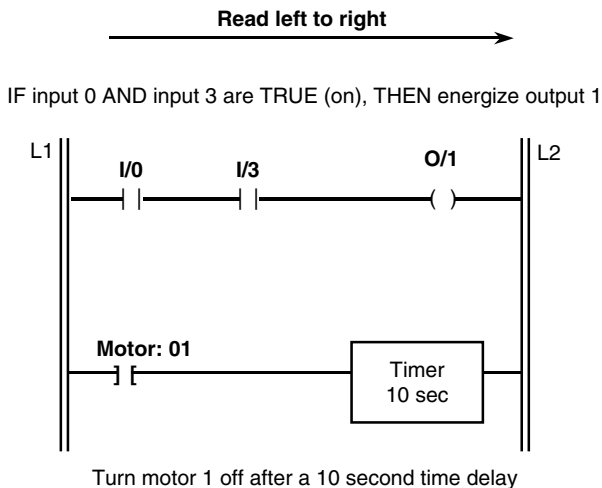 Read left to right
IF input 0 AND input 3 are TRUE (on), THEN energize output 1
L1
I/0
I/3
O/1
L2
Motor: 01
Timer
10 sec
Turn motor 1 off after a 10 second time delay